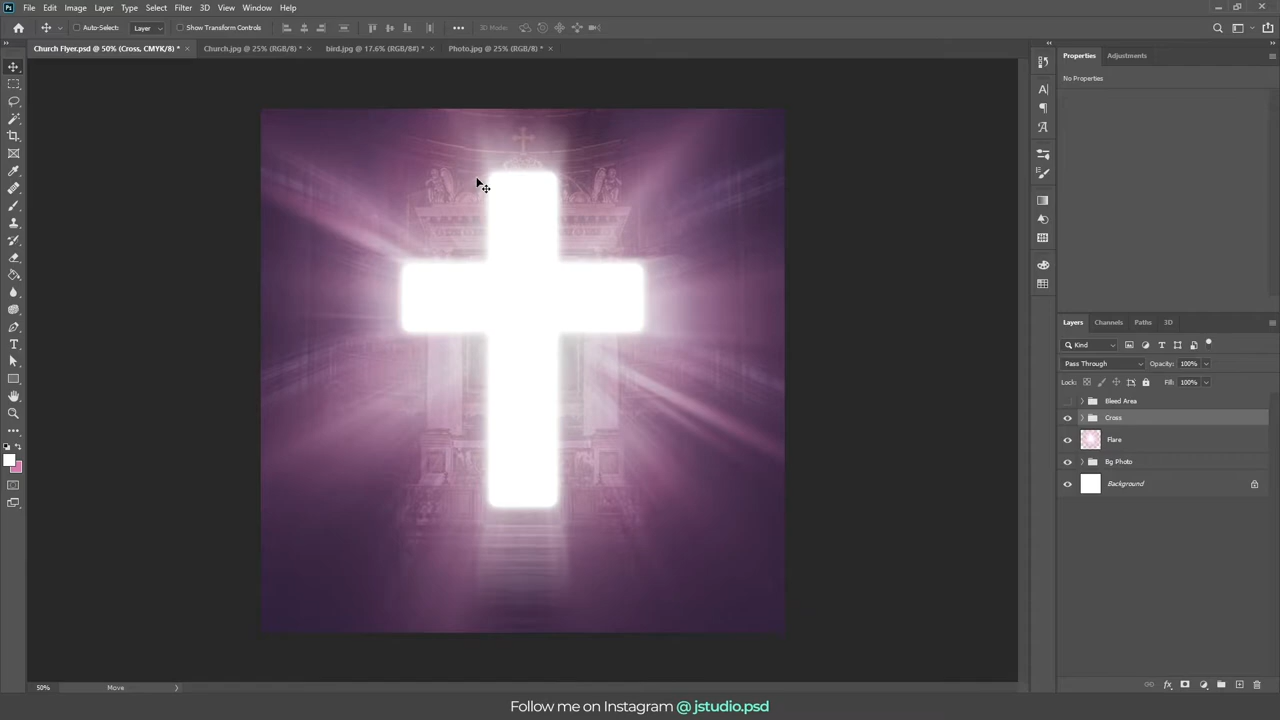 Ps File Edit Image Layer Type Select Filter 3D View Window Help
Auto-Select: Layer Show Transform Controls 3D Mode:
Church Flyer.psd @ 50% (Cross, CMYK/8) * × Church.jpg @ 25% (RGB/8) * × bird.jpg @ 17.6% (RGB/8#) * × Photo.jpg @ 25% (RGB/8) * ×
Properties Adjustments
No Properties
Layers Channels Paths 3D
Kind
Pass Through Opacity: 100%
Lock: Fill: 100%
Bleed Area
Cross
Flare
Bg Photo
Background
50% Move
Follow me on Instagram @ jstudio.psd